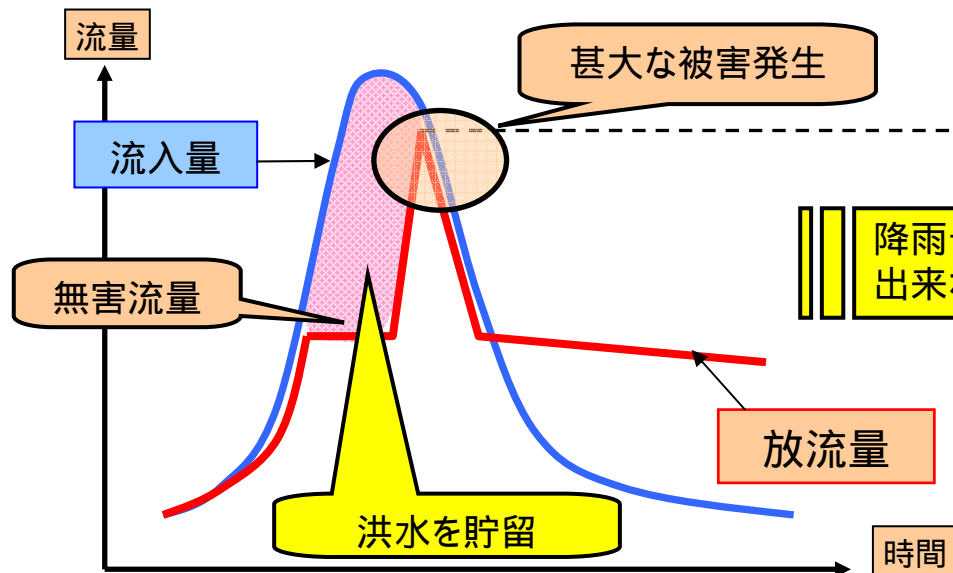 流量
甚大な被害発生
流入量
降雨
出来
無害流量
放流量
洪水を貯留
時間